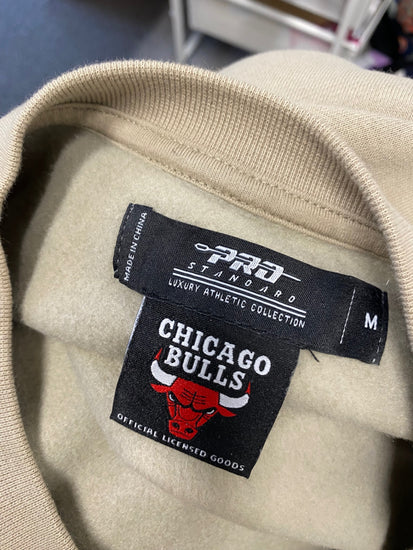 MADE IN CHINA
PRO
STANDARD
LUXURY ATHLETIC COLLECTION
M
CHICAGO
BULLS
OFFICIAL LICENSED GOODS